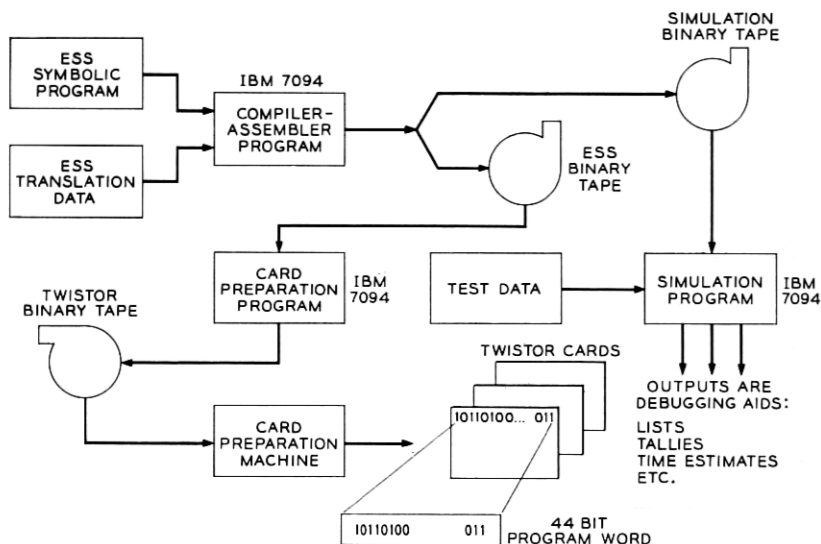 SIMULATION
BINARY TAPE
ESS
SYMBOLIC
PROGRAM
IBM 7094
COMPILER-
ASSEMBLER
PROGRAM
ESS
BINARY
TAPE
ESS
TRANSLATION
DATA
CARD
PREPARATION
PROGRAM
IBM
7094
TEST DATA
SIMULATION
PROGRAM
IBM
7094
TWISTOR
BINARY TAPE
TWISTOR CARDS
OUTPUTS ARE
DEBUGGING AIDS:
LISTS
TALLIES
TIME ESTIMATES
ETC.
CARD
PREPARATION
MACHINE
10110100... 011
10110100 011
44 BIT
PROGRAM WORD